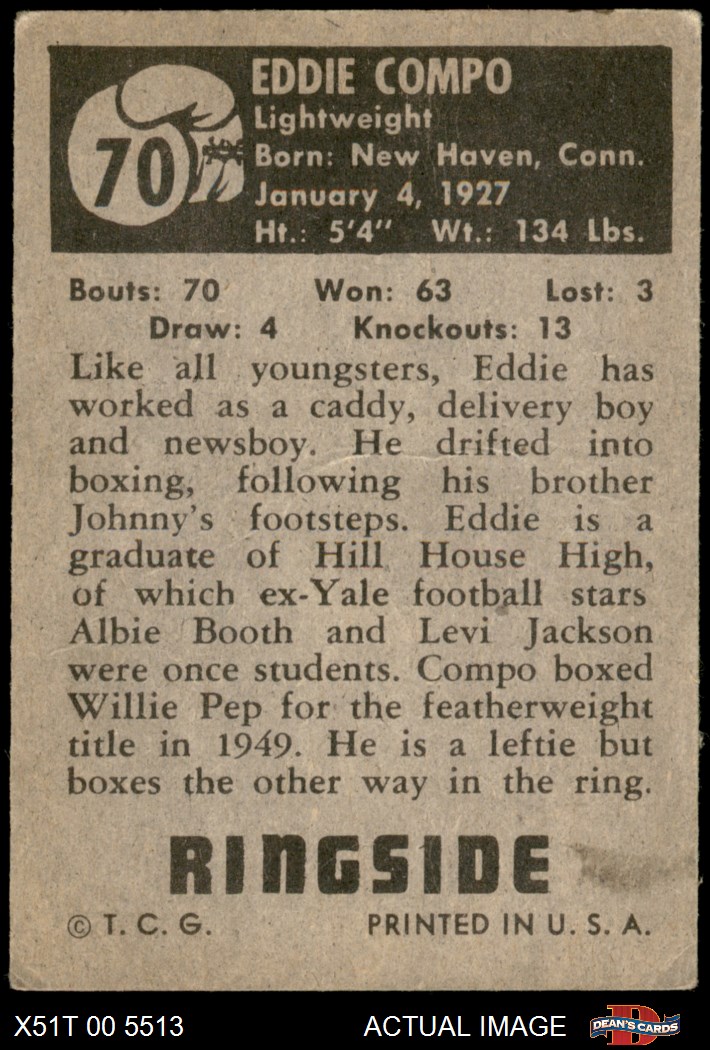 70
EDDIE COMPO
Lightweight
Born: New Haven, Conn.
January 4, 1927
Ht.: 5'4" Wt.: 134 Lbs.
Bouts: 70 Won: 63 Lost: 3
Draw: 4 Knockouts: 13
Like all youngsters, Eddie has
worked as a caddy, delivery boy
and newsboy. He drifted into
boxing, following his brother
Johnny's footsteps. Eddie is a
graduate of Hill House High,
of which ex-Yale football stars
Albie Booth and Levi Jackson
were once students. Compo boxed
Willie Pep for the featherweight
title in 1949. He is a leftie but
boxes the other way in the ring.
RINGSIDE
© T. C. G. PRINTED IN U. S. A.
X51T 00 5513 ACTUAL IMAGE D DEAN'S CARDS